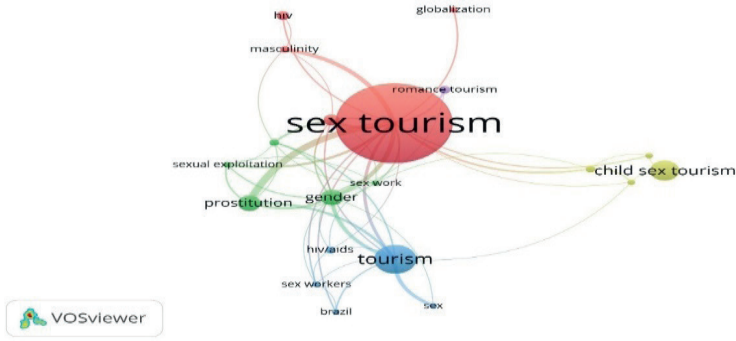 hiv
globalization
masculinity
romance tourism
sex tourism
sexual exploitation
child sex tourism
sex work
prostitution
gender
hiv/aids
tourism
sex workers
sex
brazil
VOSviewer